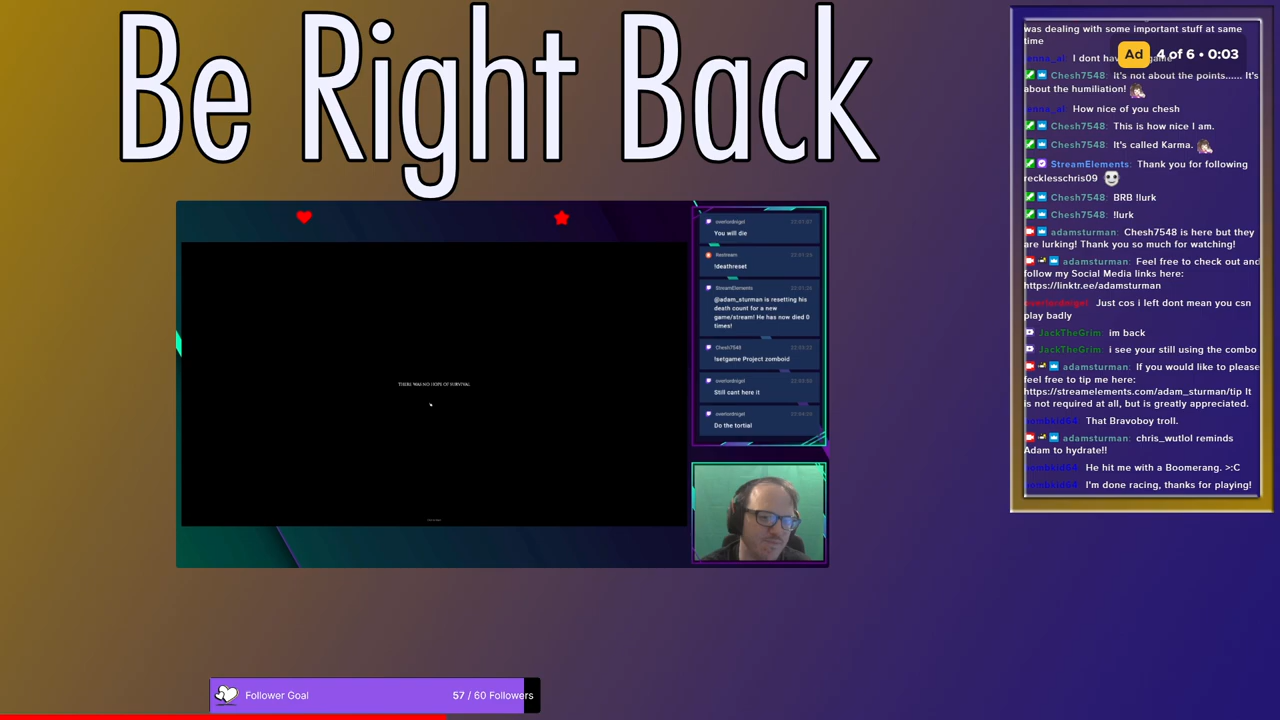 Be Right Back
was dealing with some important stuff at same
time
Ad 4 of 6 • 0:03
I dont
Chesh7548: It's not about the points...... It's
about the humiliation!
How nice of you chesh
Chesh7548: This is how nice I am.
Chesh7548: It's called Karma.
StreamElements: Thank you for following
recklesschris09
Chesh7548: BRB !lurk
Chesh7548: !lurk
adamsturman: Chesh7548 is here but they
are lurking! Thank you so much for watching!
adamsturman: Feel free to check out and
follow my Social Media links here:
https://linktr.ee/adamsturman
overlordnigel: Just cos i left dont mean you csn
play badly
JackTheGrim: im back
JackTheGrim: i see your still using the combo
adamsturman: If you would like to please
feel free to tip me here:
https://streamelements.com/adam_sturman/tip It
is not required at all, but is greatly appreciated.
bombkid64: That Bravoboy troll.
adamsturman: chris_wutlol reminds
Adam to hydrate!!
bombkid64: He hit me with a Boomerang. >:C
bombkid64: I'm done racing, thanks for playing!
overlordnigel
You will die
Restream
!deathreset
StreamElements
@adam_sturman is resetting his
death count for a new
game/stream! He has now died 0
times!
Chesh7548
!setgame Project zomboid
overlordnigel
Still cant here it
overlordnigel
Do the tortial
THERE WAS NO HOPE OF SURVIVAL
Follower Goal 57 / 60 Followers